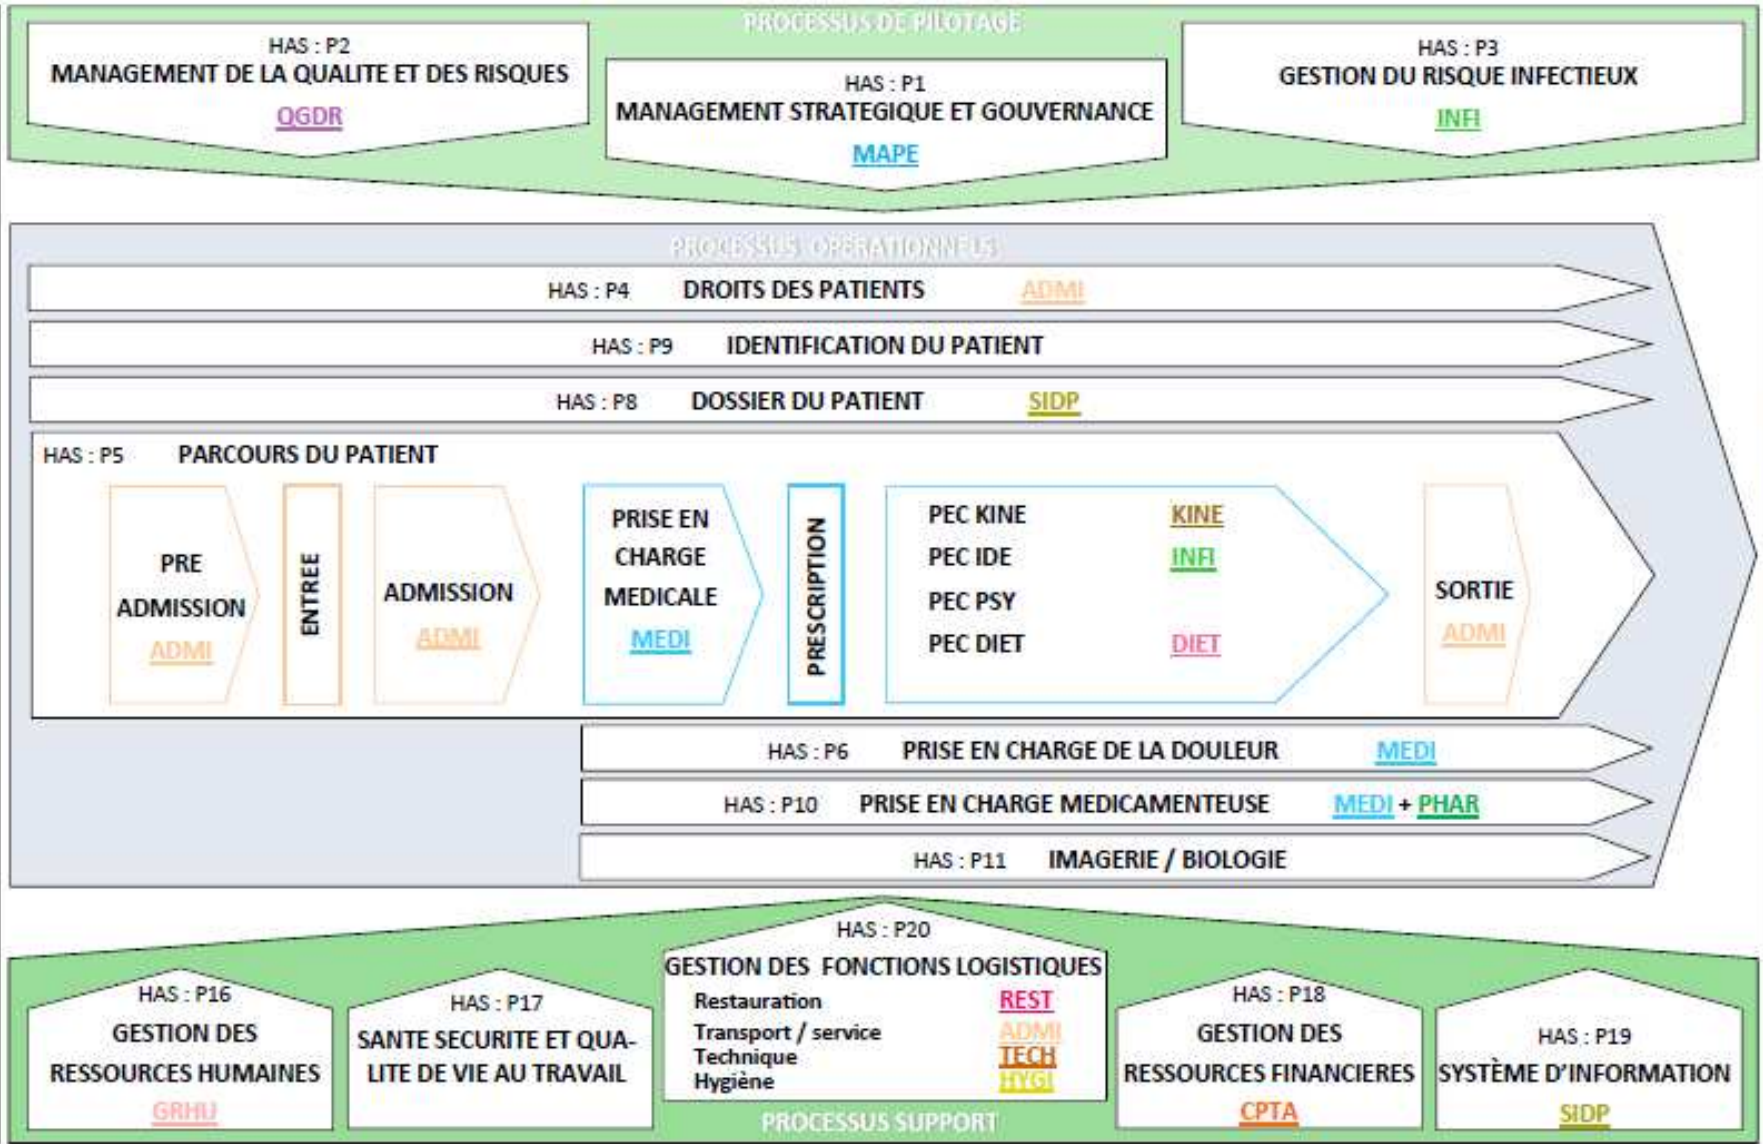 PROCESSUS DE PILOTAGE
HAS : P2
MANAGEMENT DE LA QUALITE ET DES RISQUES
QGDR
HAS : P1
MANAGEMENT STRATEGIQUE ET GOUVERNANCE
MAPE
HAS : P3
GESTION DU RISQUE INFECTIEUX
INFI
PROCESSUS OPERATIONNELS
HAS : P4 DROITS DES PATIENTS ADMI
HAS : P9 IDENTIFICATION DU PATIENT
HAS : P8 DOSSIER DU PATIENT SIDP
HAS : P5 PARCOURS DU PATIENT
PRE
ADMISSION
ADMI
ENTREE
ADMISSION
ADMI
PRISE EN
CHARGE
MEDICALE
MEDI
PRESCRIPTION
PEC KINE KINE
PEC IDE INFI
PEC PSY
PEC DIET DIET
SORTIE
ADMI
HAS : P6 PRISE EN CHARGE DE LA DOULEUR MEDI
HAS : P10 PRISE EN CHARGE MEDICAMENTEUSE MEDI + PHAR
HAS : P11 IMAGERIE / BIOLOGIE
HAS : P16
GESTION DES
RESSOURCES HUMAINES
GRHU
HAS : P17
SANTE SECURITE ET QUA-
LITE DE VIE AU TRAVAIL
HAS : P20
GESTION DES FONCTIONS LOGISTIQUES
Restauration REST
Transport / service ADMI
Technique TECH
Hygiène HYGI
HAS : P18
GESTION DES
RESSOURCES FINANCIERES
CPTA
HAS : P19
SYSTÈME D'INFORMATION
SIDP
PROCESSUS SUPPORT